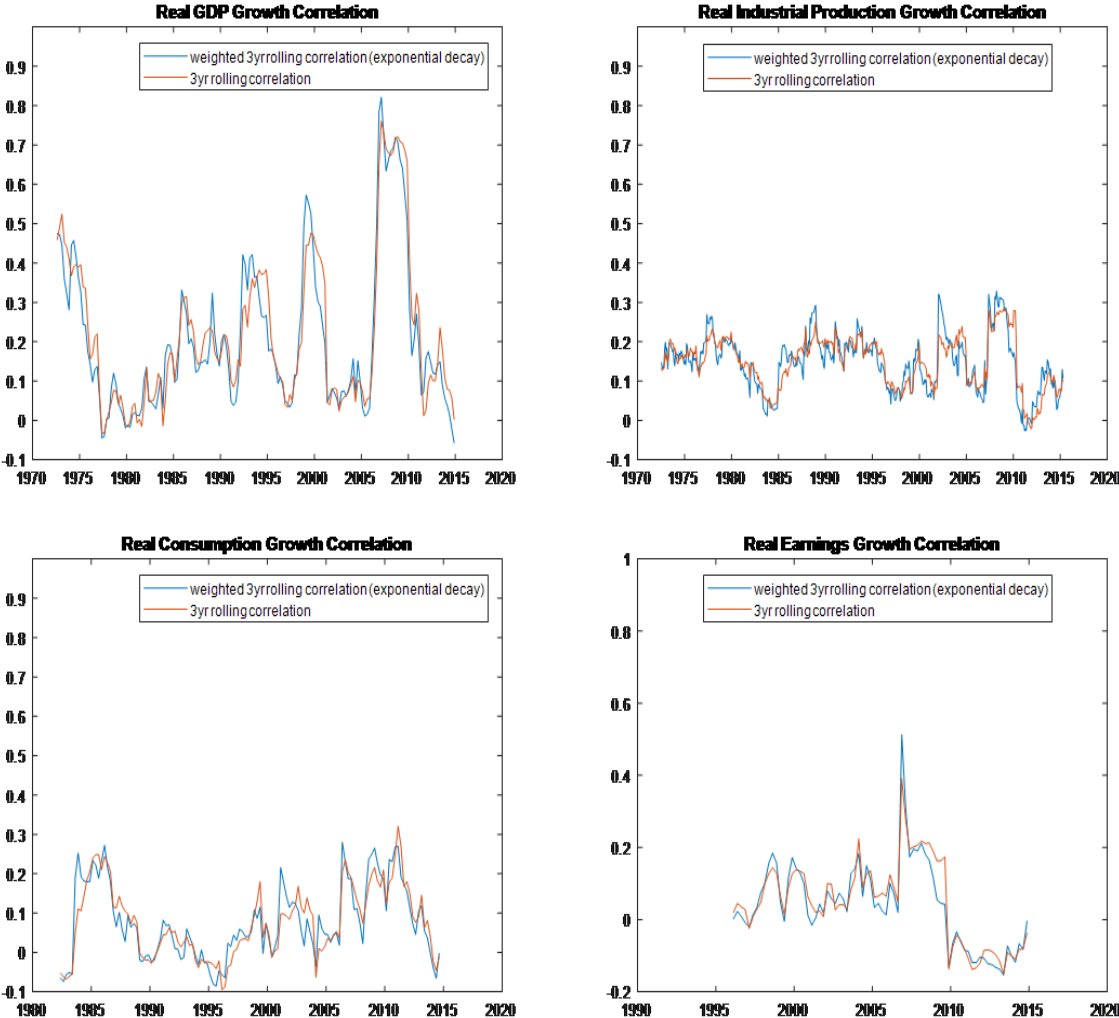 Real GDP Growth Correlation
weighted 3yr rolling correlation (exponential decay)
3yr rolling correlation
0.9
0.8
0.7
0.6
0.5
0.4
0.3
0.2
0.1
0
-0.1
1970 1975 1980 1985 1990 1995 2000 2005 2010 2015 2020
Real Industrial Production Growth Correlation
weighted 3yr rolling correlation (exponential decay)
3yr rolling correlation
0.9
0.8
0.7
0.6
0.5
0.4
0.3
0.2
0.1
0
-0.1
1970 1975 1980 1985 1990 1995 2000 2005 2010 2015 2020
Real Consumption Growth Correlation
weighted 3yr rolling correlation (exponential decay)
3yr rolling correlation
0.9
0.8
0.7
0.6
0.5
0.4
0.3
0.2
0.1
0
-0.1
1980 1985 1990 1995 2000 2005 2010 2015 2020
Real Earnings Growth Correlation
weighted 3yr rolling correlation (exponential decay)
3yr rolling correlation
1
0.8
0.6
0.4
0.2
0
-0.2
1990 1995 2000 2005 2010 2015 2020